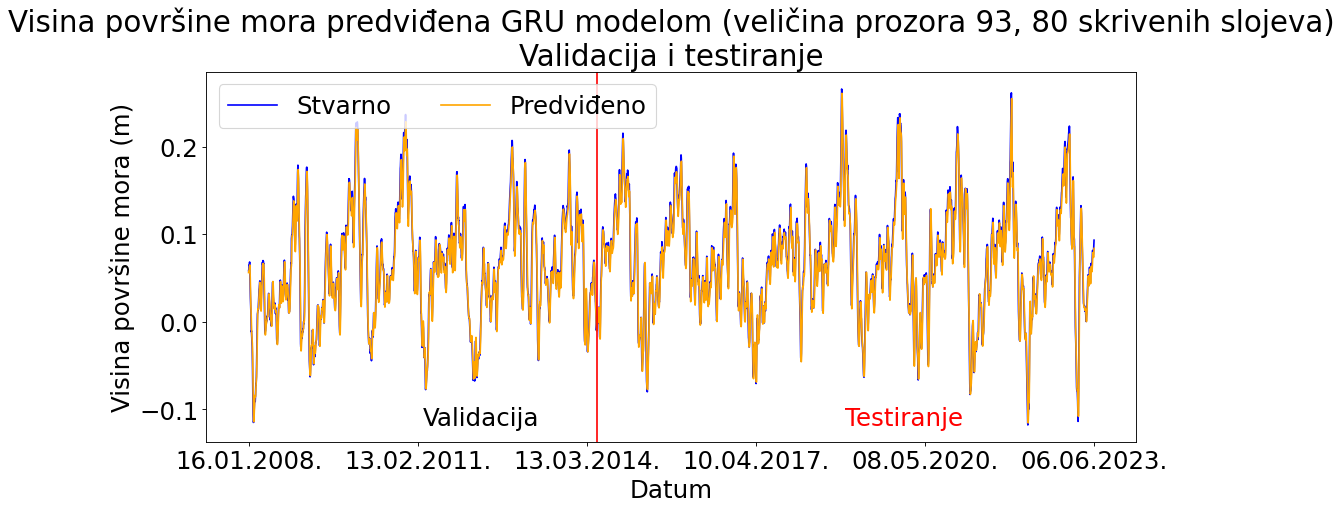 Visina površine mora predviđena GRU modelom (veličina prozora 93, 80 skrivenih slojeva)
Validacija i testiranje
Stvarno
Predviđeno
Visina površine mora (m)
0.2
0.1
0.0
−0.1
Validacija
Testiranje
16.01.2008.
13.02.2011.
13.03.2014.
10.04.2017.
08.05.2020.
06.06.2023.
Datum